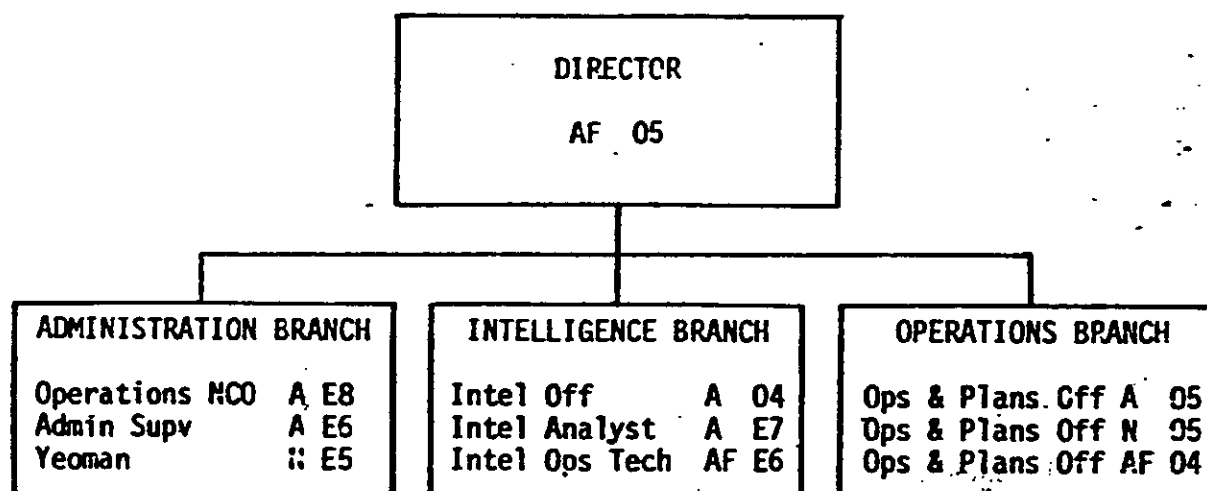 DIRECTOR
AF 05
ADMINISTRATION BRANCH
Operations NCO A E8
Admin Supv A E6
Yeoman N E5
INTELLIGENCE BRANCH
Intel Off A 04
Intel Analyst A E7
Intel Ops Tech AF E6
OPERATIONS BRANCH
Ops & Plans Off A 05
Ops & Plans Off N 05
Ops & Plans Off AF 04